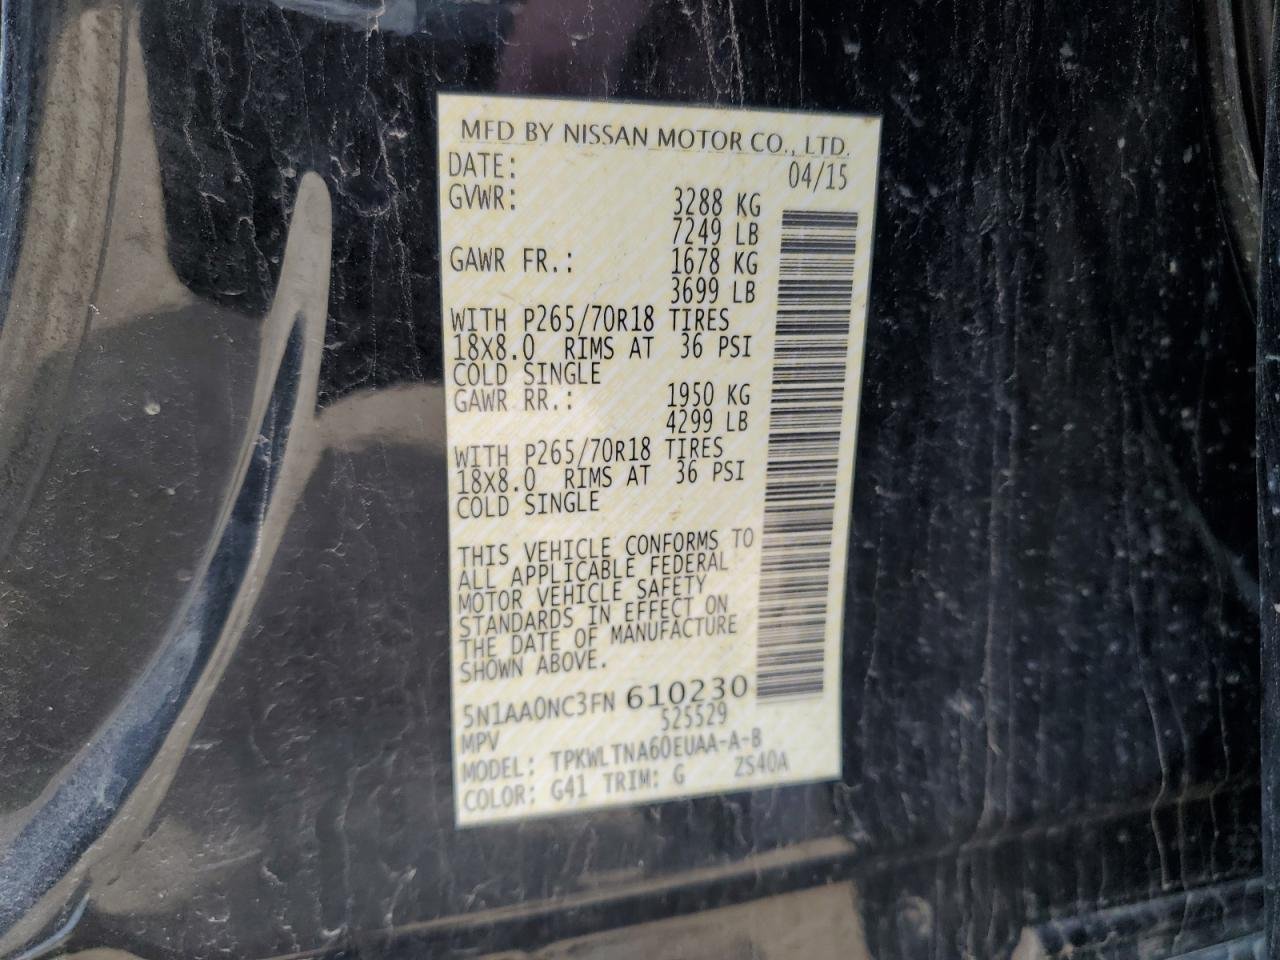 MFD BY NISSAN MOTOR CO., LTD.
DATE: 04/15
GVWR: 3288 KG
7249 LB
GAWR FR.: 1678 KG
3699 LB
WITH P265/70R18 TIRES
18X8.0 RIMS AT 36 PSI
COLD SINGLE
GAWR RR.: 1950 KG
4299 LB
WITH P265/70R18 TIRES
18X8.0 RIMS AT 36 PSI
COLD SINGLE
THIS VEHICLE CONFORMS TO
ALL APPLICABLE FEDERAL
MOTOR VEHICLE SAFETY
STANDARDS IN EFFECT ON
THE DATE OF MANUFACTURE
SHOWN ABOVE.
5N1AA0NC3FN 610230
MPV 525529
MODEL: TPKWLTNA60EUAA-A-B
COLOR: G41 TRIM: G ZS40A